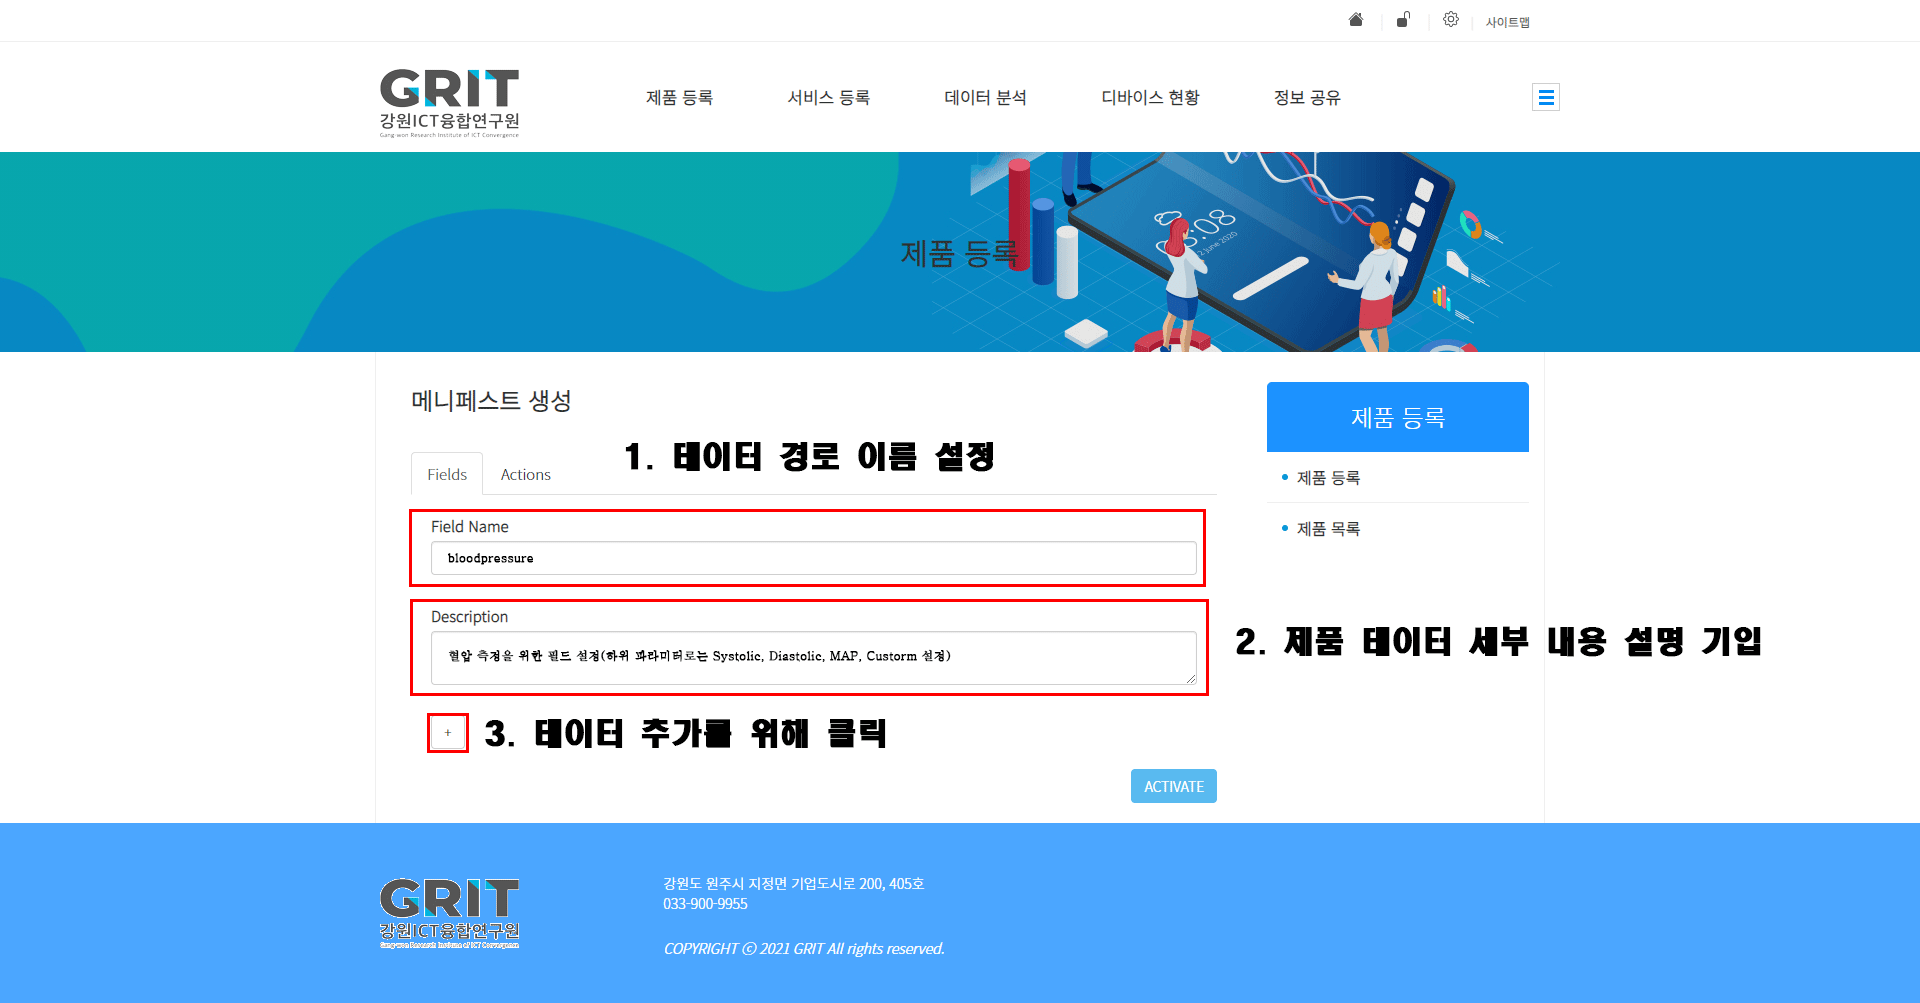 사이트맵
GRIT
강원ICT융합연구원
Gang-won Research Institute of ICT Convergence
제품 등록
서비스 등록
데이터 분석
디바이스 현황
정보 공유
제품 등록
메니페스트 생성
1. 데이터 경로 이름 설정
Fields
Actions
Field Name
bloodpressure
Description
혈압 측정을 위한 필드 설정(하위 파라미터로는 Systolic, Diastolic, MAP, Custorm 설정)
+
3. 데이터 추가를 위해 클릭
ACTIVATE
제품 등록
제품 등록
제품 목록
2. 제품 데이터 세부 내용 설명 기입
GRIT
강원ICT융합연구원
Gang-won Research Institute of ICT Convergence
강원도 원주시 지정면 기업도시로 200, 405호
033-900-9955
COPYRIGHT ⓒ 2021 GRIT All rights reserved.